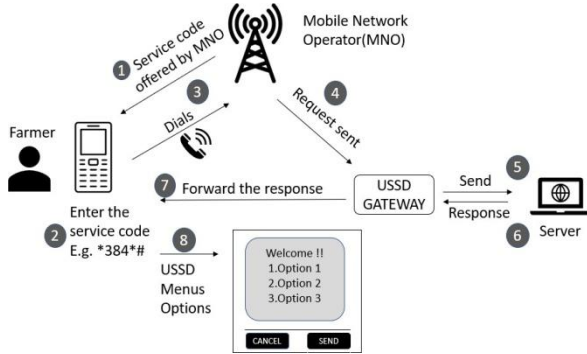 Mobile Network
Operator(MNO)
1
Service code
offered by MNO
3
Dials
4
Request sent
Farmer
Enter the
2
service code
E.g. *384*#
7
Forward the response
USSD
GATEWAY
5
Send
Response
6
Server
8
USSD
Menus
Options
Welcome !!
1.Option 1
2.Option 2
3.Option 3
CANCEL
SEND